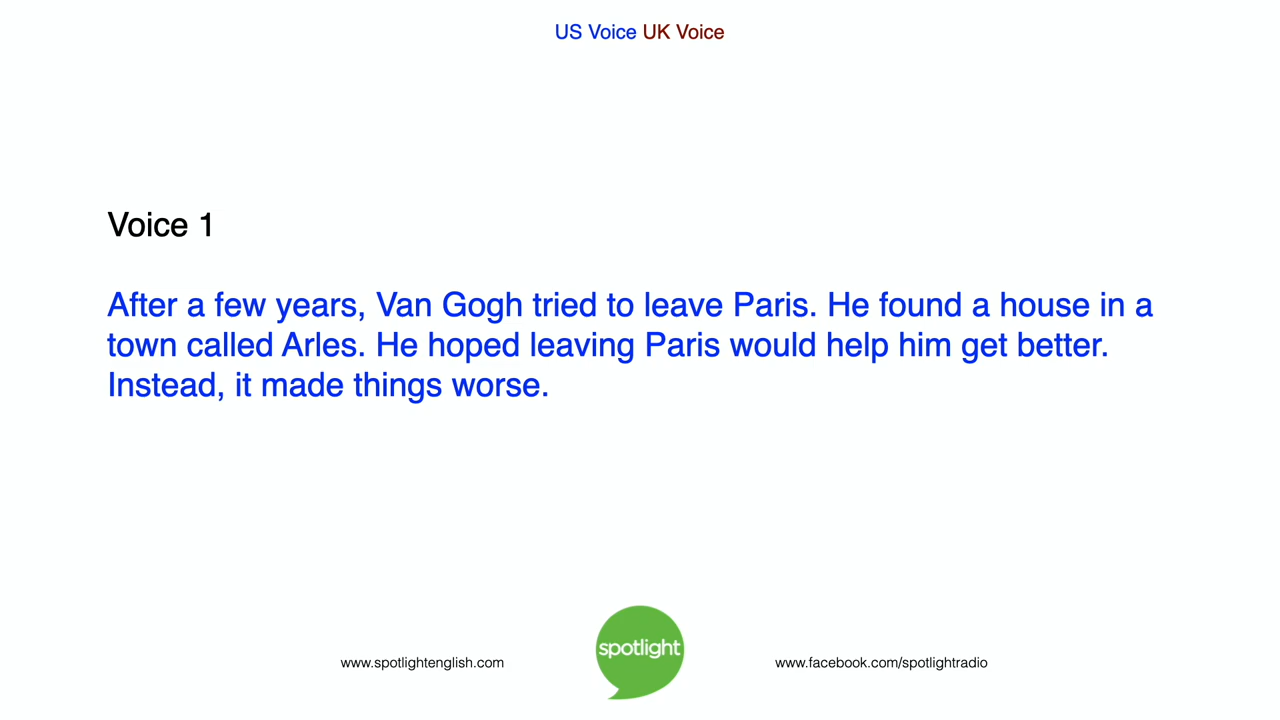 US Voice UK Voice
Voice 1
After a few years, Van Gogh tried to leave Paris. He found a house in a
town called Arles. He hoped leaving Paris would help him get better.
Instead, it made things worse.
spotlight
www.spotlightenglish.com
www.facebook.com/spotlightradio